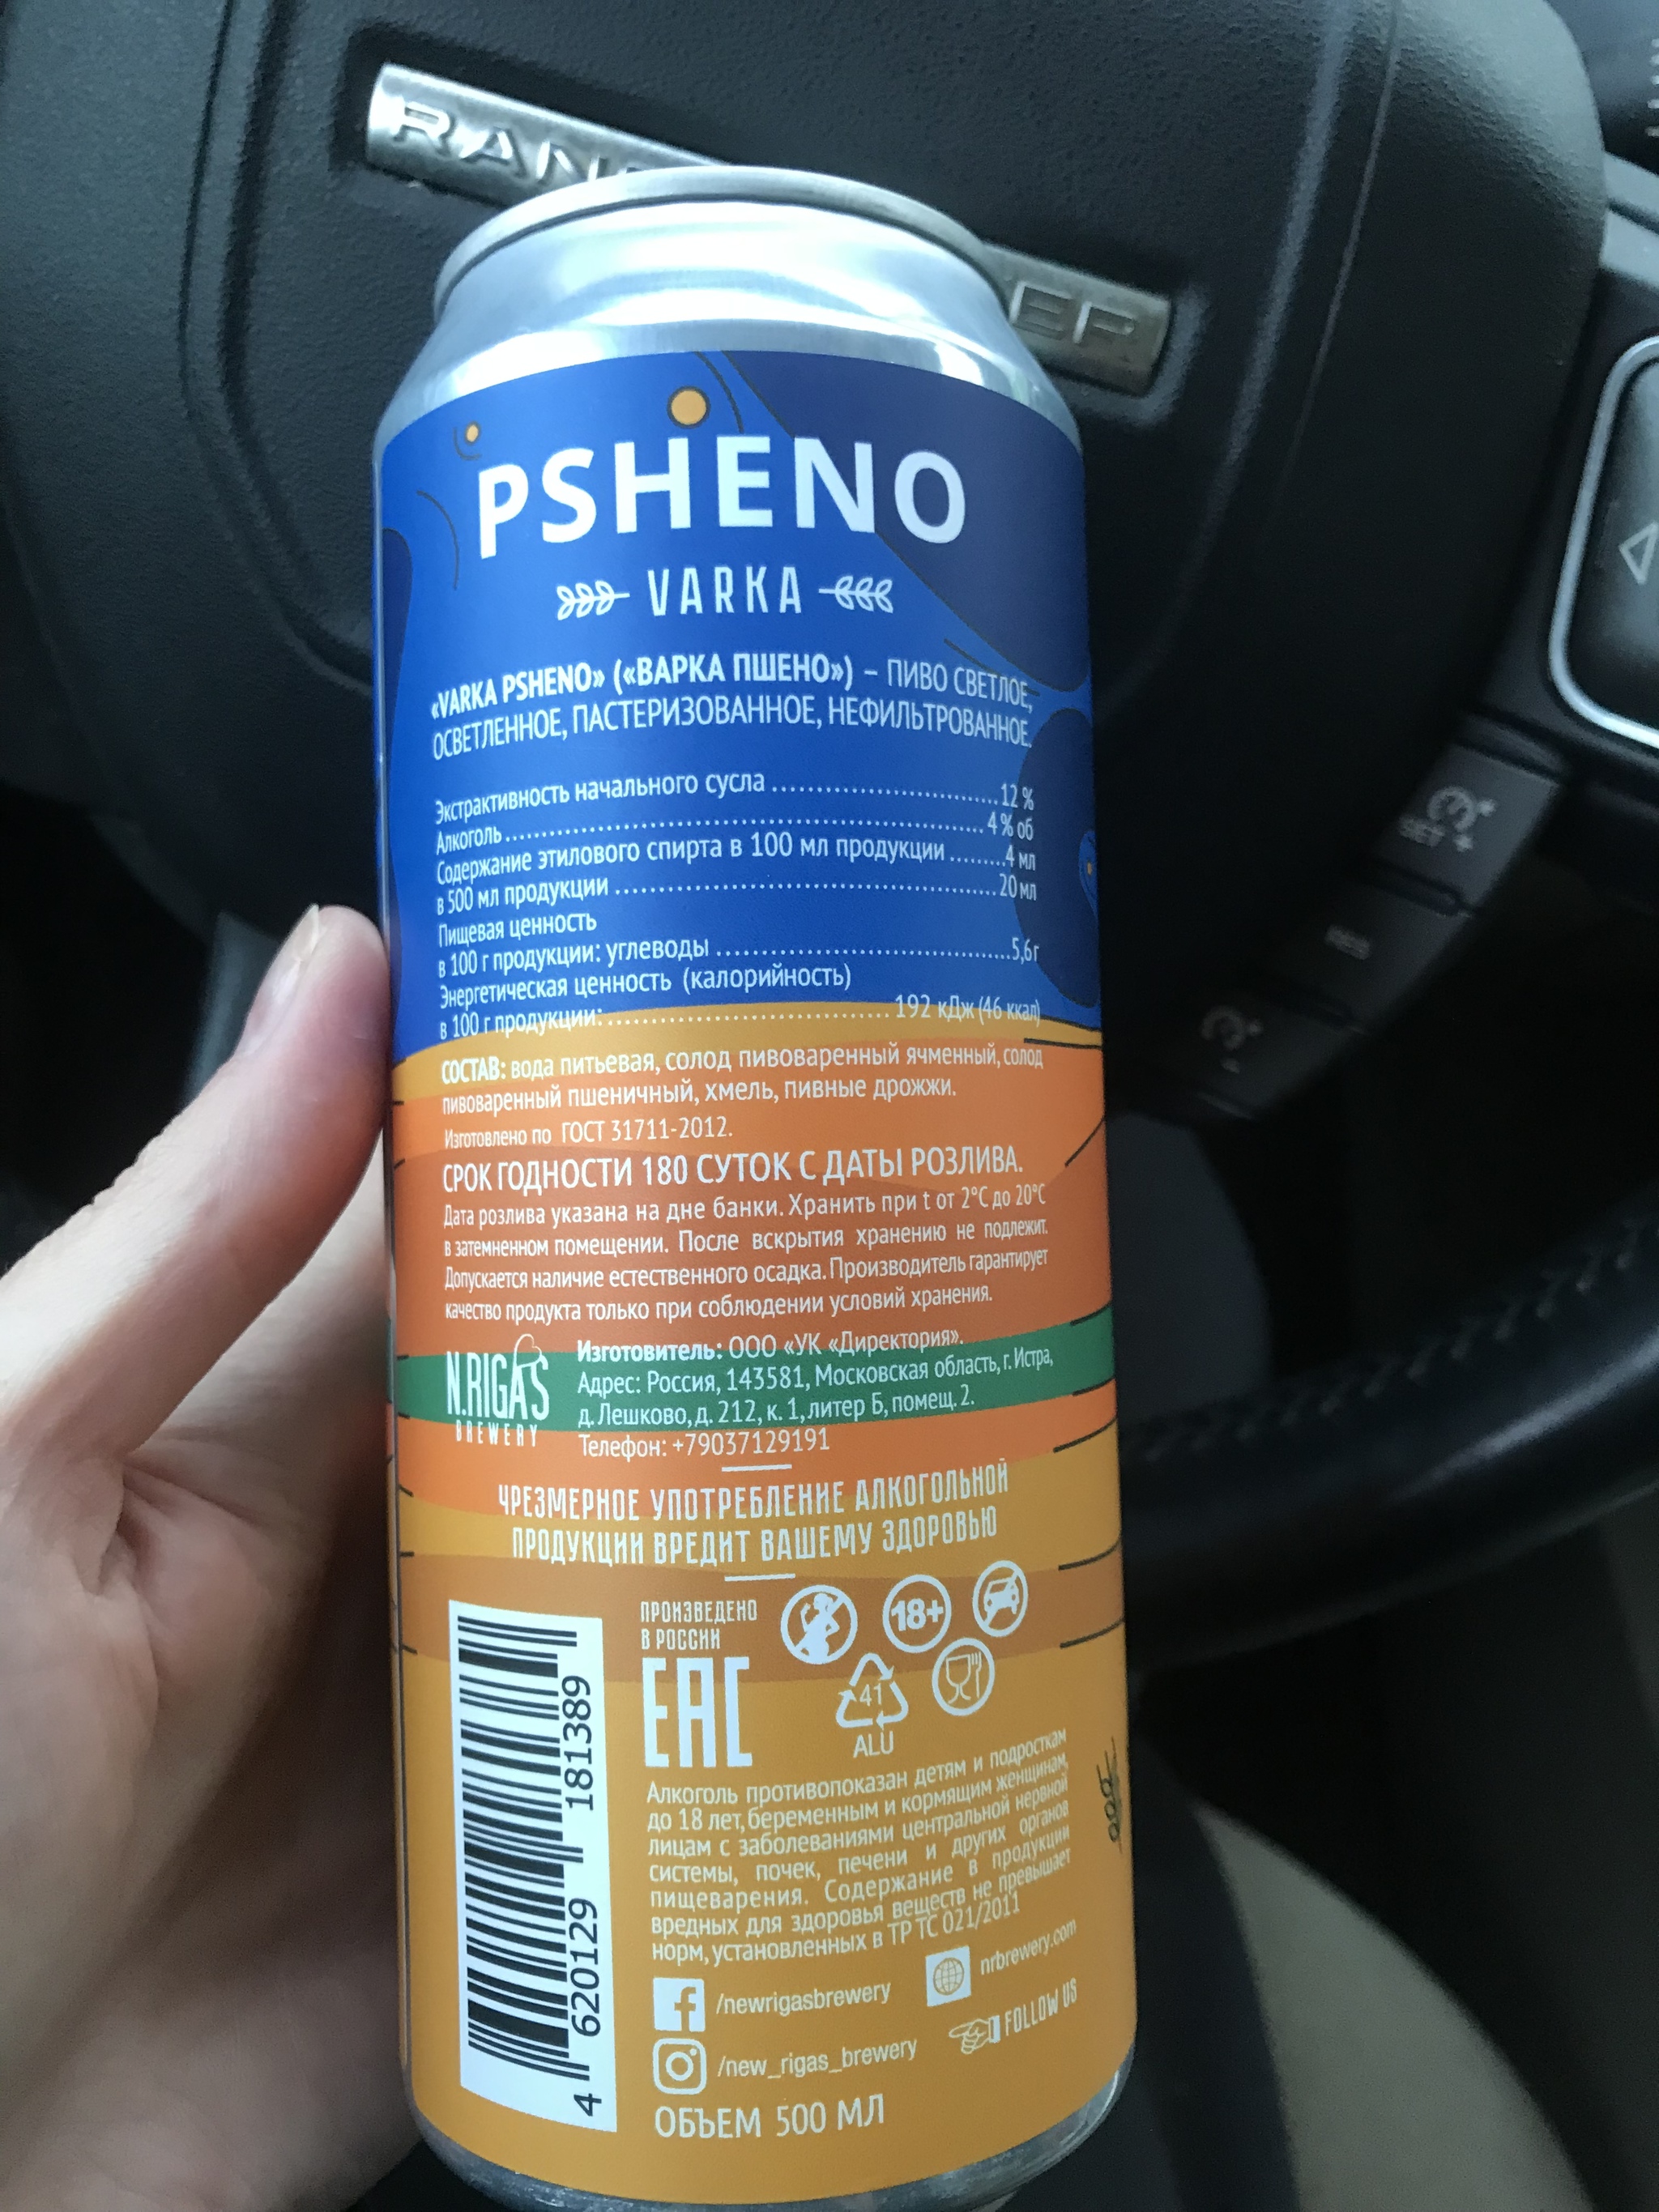 RAN
ER
PSHENO
VARKA
«VARKA PSHENO» («ВАРКА ПШЕНО») – ПИВО СВЕТЛОЕ,
ОСВЕТЛЕННОЕ, ПАСТЕРИЗОВАННОЕ, НЕФИЛЬТРОВАННОЕ.
Экстрактивность начального сусла ............................12 %
Алкоголь............................................................4 % об
Содержание этилового спирта в 100 мл продукции ........4 мл
в 500 мл продукции ................................................20 мл
Пищевая ценность
в 100 г продукции: углеводы .....................................5,6г
Энергетическая ценность (калорийность)
в 100 г продукции:................................... 192 кДж (46 ккал)
СОСТАВ: вода питьевая, солод пивоваренный ячменный, солод
пивоваренный пшеничный, хмель, пивные дрожжи.
Изготовлено по ГОСТ 31711-2012.
СРОК ГОДНОСТИ 180 СУТОК С ДАТЫ РОЗЛИВА.
Дата розлива указана на дне банки. Хранить при t от 2°С до 20°С
в затемненном помещении. После вскрытия хранению не подлежит.
Допускается наличие естественного осадка. Производитель гарантирует
качество продукта только при соблюдении условий хранения.
N.RIGA'S
BREWERY
Изготовитель: ООО «УК «Директория».
Адрес: Россия, 143581, Московская область, г. Истра,
д. Лешково, д. 212, к. 1, литер Б, помещ. 2.
Телефон: +79037129191
ЧРЕЗМЕРНОЕ УПОТРЕБЛЕНИЕ АЛКОГОЛЬНОЙ
ПРОДУКЦИИ ВРЕДИТ ВАШЕМУ ЗДОРОВЬЮ
ПРОИЗВЕДЕНО
В РОССИИ
EAC
18+
41
ALU
4 620129 181389
Алкоголь противопоказан детям и подросткам
до 18 лет, беременным и кормящим женщинам,
лицам с заболеваниями центральной нервной
системы, почек, печени и других органов
пищеварения. Содержание в продукции
вредных для здоровья веществ не превышает
норм, установленных в ТР ТС 021/2011
/newrigasbrewery
nrbrewery.com
/new_rigas_brewery
FOLLOW US
ОБЪЕМ 500 МЛ
SET +
RES